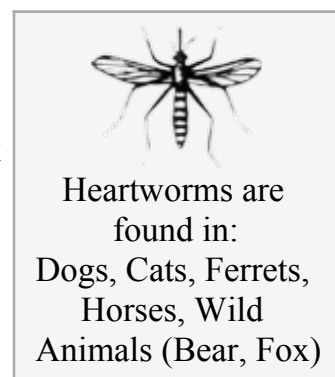 Heartworms are
found in:
Dogs, Cats, Ferrets,
Horses, Wild
Animals (Bear, Fox)